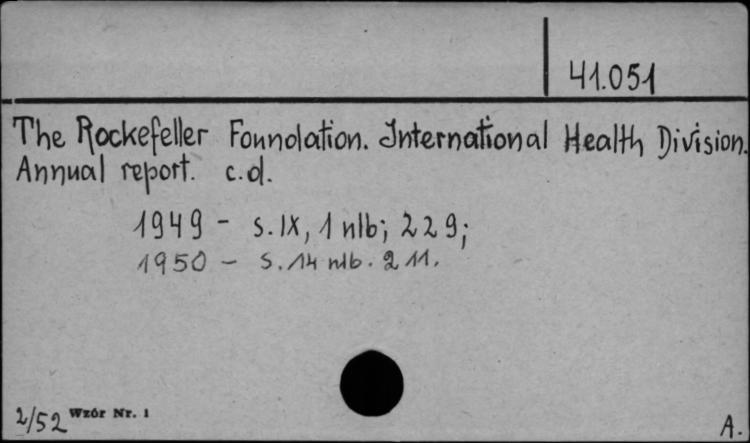 41.051
The Rockefeller Foundation. International Health Division.
Annual report. c.d.
1949 - s. IX, 1 nlb; 229;
1950 - s. 14 nlb. 211.
2/52 Wzór Nr. 1
A.